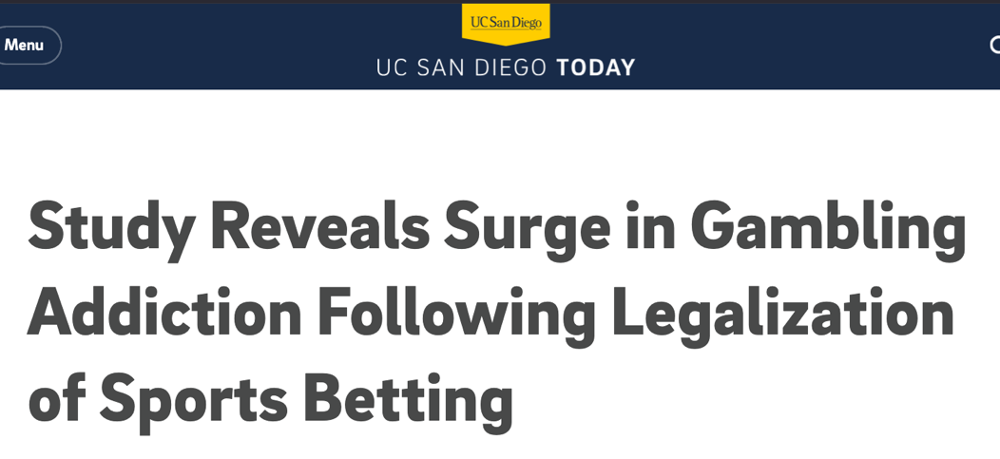 Menu
UC San Diego
UC SAN DIEGO TODAY
Study Reveals Surge in Gambling
Addiction Following Legalization
of Sports Betting